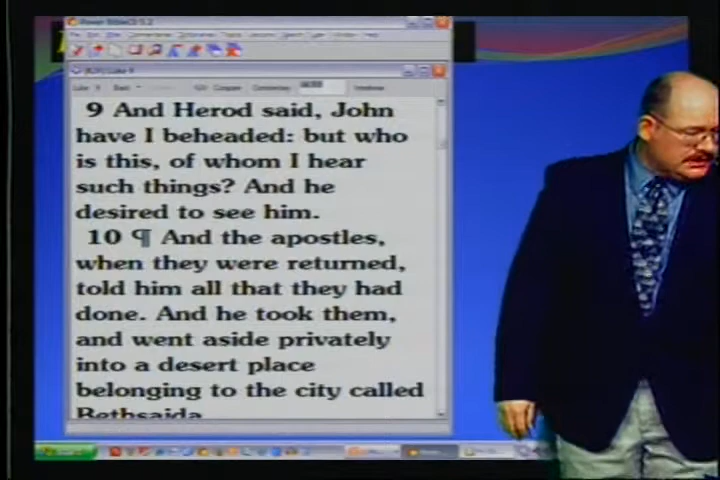 9 And Herod said, John
have I beheaded: but who
is this, of whom I hear
such things? And he
desired to see him.
10 ¶ And the apostles,
when they were returned,
told him all that they had
done. And he took them,
and went aside privately
into a desert place
belonging to the city called
Bethsaida.